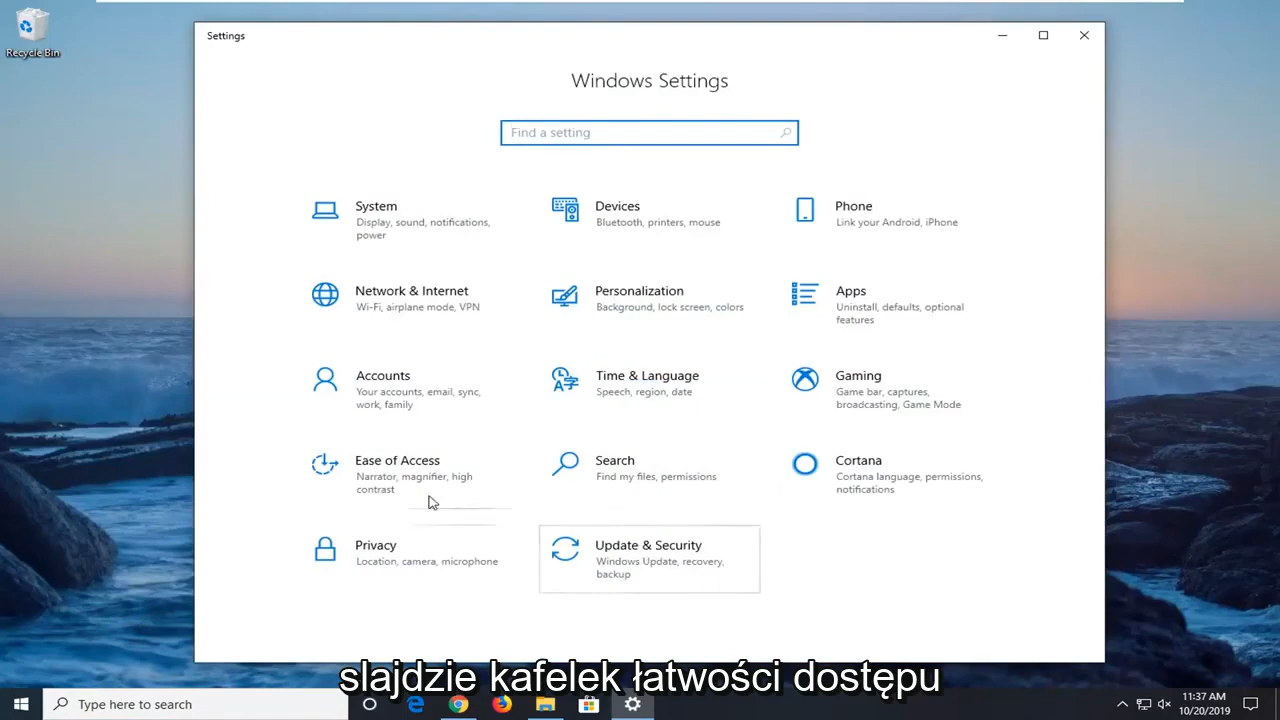 Recycle Bin
Settings
Windows Settings
Find a setting
System
Display, sound, notifications,
power
Devices
Bluetooth, printers, mouse
Phone
Link your Android, iPhone
Network & Internet
Wi-Fi, airplane mode, VPN
Personalization
Background, lock screen, colors
Apps
Uninstall, defaults, optional
features
Accounts
Your accounts, email, sync,
work, family
Time & Language
Speech, region, date
Gaming
Game bar, captures,
broadcasting, Game Mode
Ease of Access
Narrator, magnifier, high
contrast
Search
Find my files, permissions
Cortana
Cortana language, permissions,
notifications
Privacy
Location, camera, microphone
Update & Security
Windows Update, recovery,
backup
slajdzie kafelek łatwości dostępu
Type here to search
11:37 AM
10/20/2019